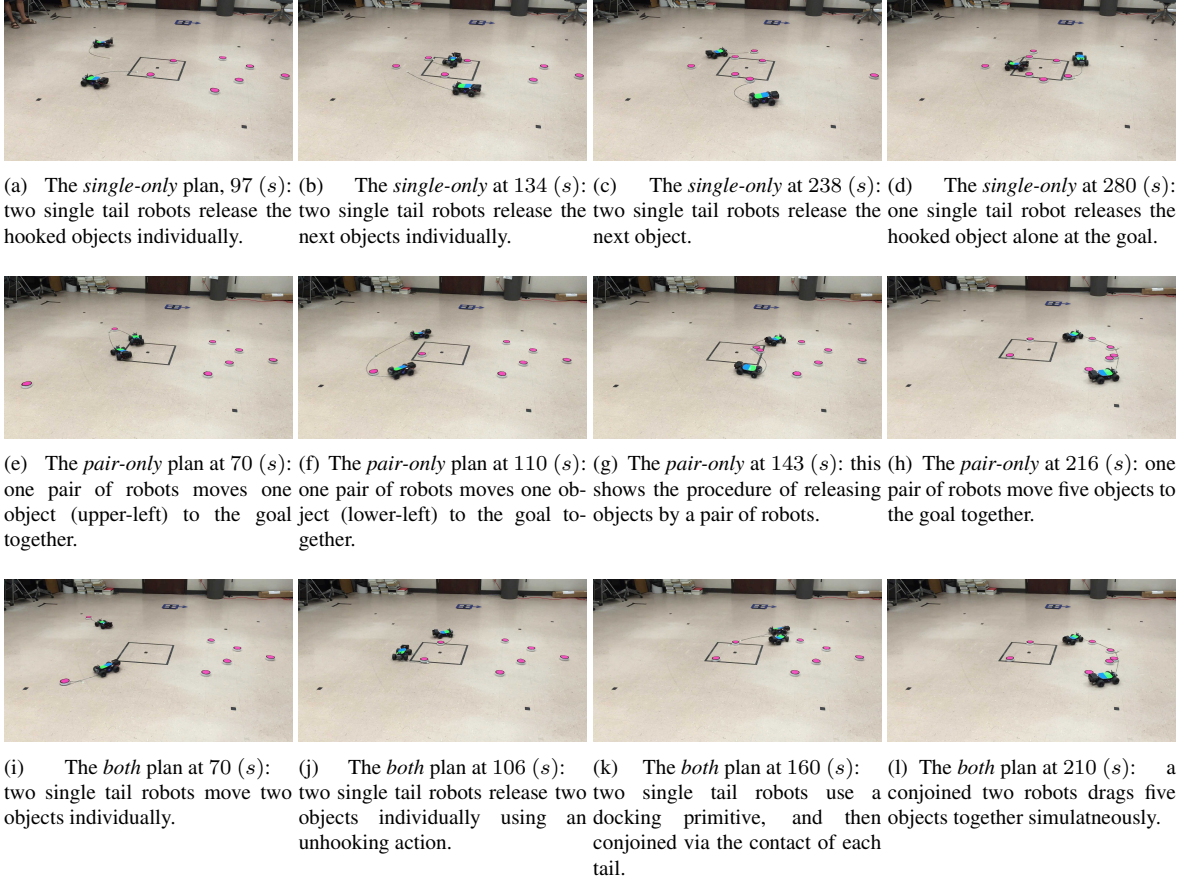 (a) The single-only plan, 97 (s):
two single tail robots release the
hooked objects individually.
(b) The single-only at 134 (s):
two single tail robots release the
next objects individually.
(c) The single-only at 238 (s):
two single tail robots release the
next object.
(d) The single-only at 280 (s):
one single tail robot releases the
hooked object alone at the goal.
(e) The pair-only plan at 70 (s):
one pair of robots moves one
object (upper-left) to the goal
together.
(f) The pair-only plan at 110 (s):
one pair of robots moves one ob-
ject (lower-left) to the goal to-
gether.
(g) The pair-only at 143 (s): this
shows the procedure of releasing
objects by a pair of robots.
(h) The pair-only at 216 (s): one
pair of robots move five objects to
the goal together.
(i) The both plan at 70 (s):
two single tail robots move two
objects individually.
(j) The both plan at 106 (s):
two single tail robots release two
objects individually using an
unhooking action.
(k) The both plan at 160 (s):
two single tail robots use a
docking primitive, and then
conjoined via the contact of each
tail.
(l) The both plan at 210 (s): a
conjoined two robots drags five
objects together simulatneously.